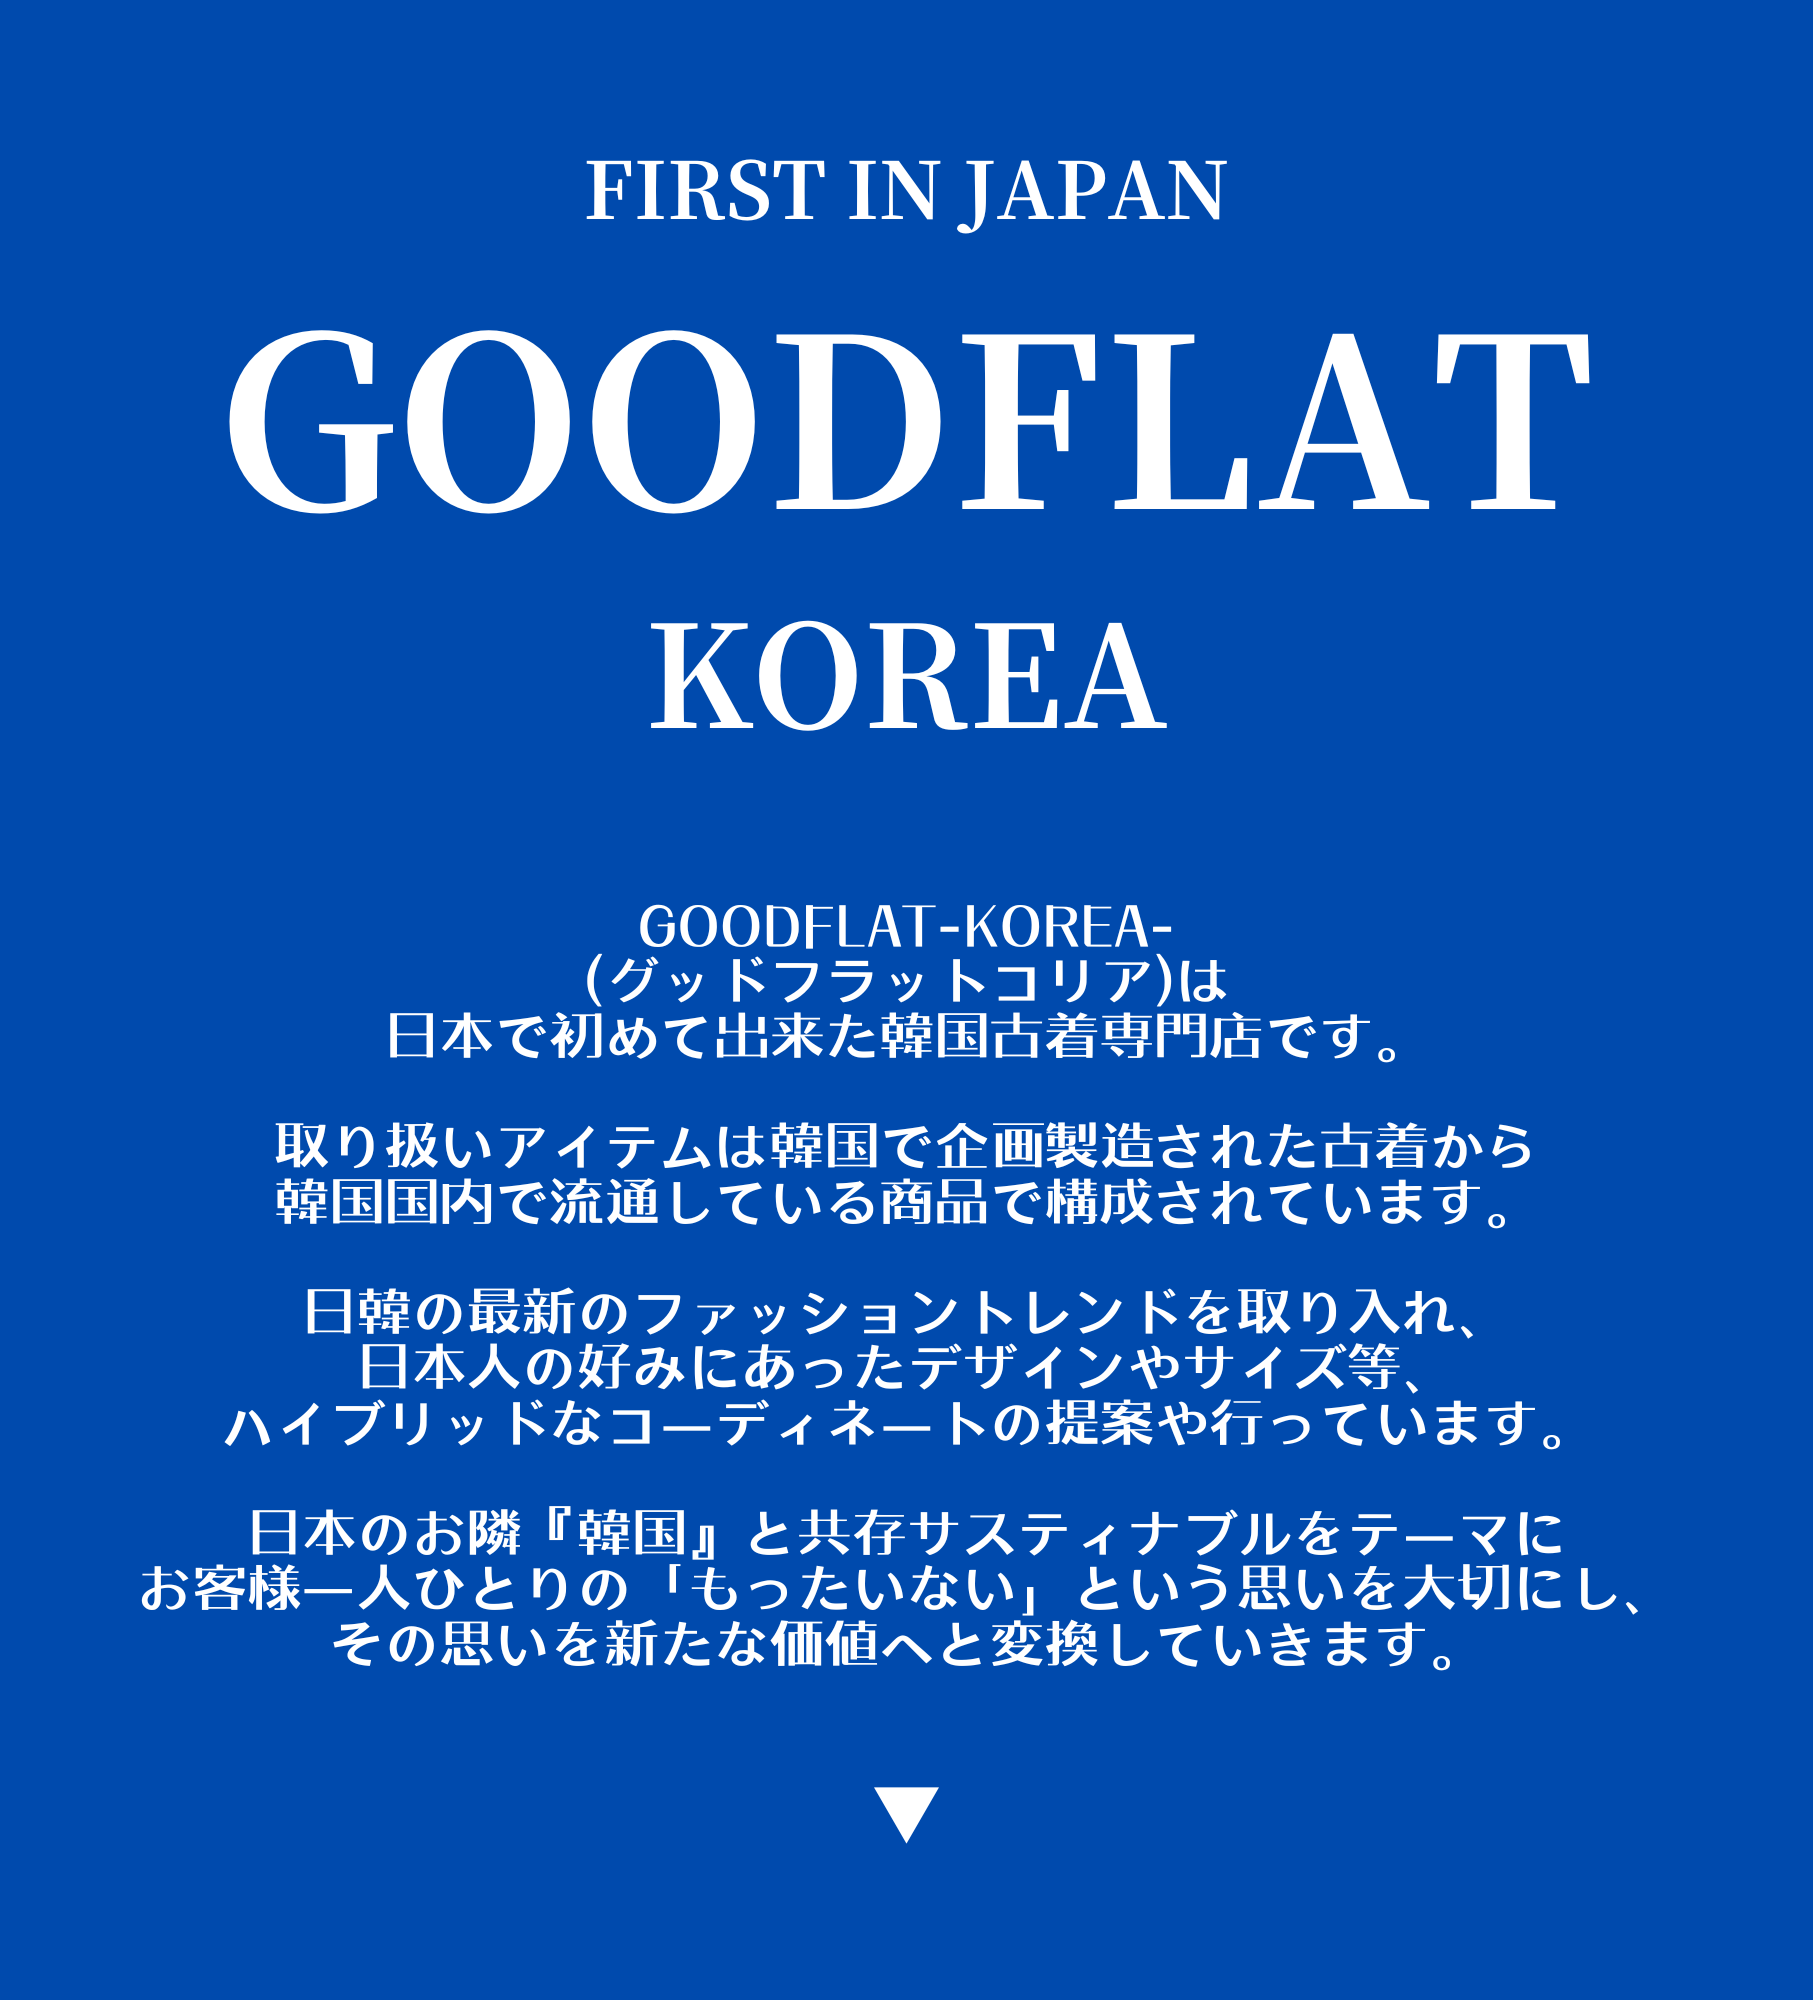 FIRST IN JAPAN
GOODFLAT
KOREA
GOODFLAT-KOREA-
(グッドフラットコリア)は
日本で初めて出来た韓国古着専門店です。
取り扱いアイテムは韓国で企画製造された古着から
韓国国内で流通している商品で構成されています。
日韓の最新のファッショントレンドを取り入れ、
日本人の好みにあったデザインやサイズ等、
ハイブリッドなコーディネートの提案や行っています。
日本のお隣『韓国』と共存サスティナブルをテーマに
お客様一人ひとりの「もったいない」という思いを大切にし、
その思いを新たな価値へと変換していきます。